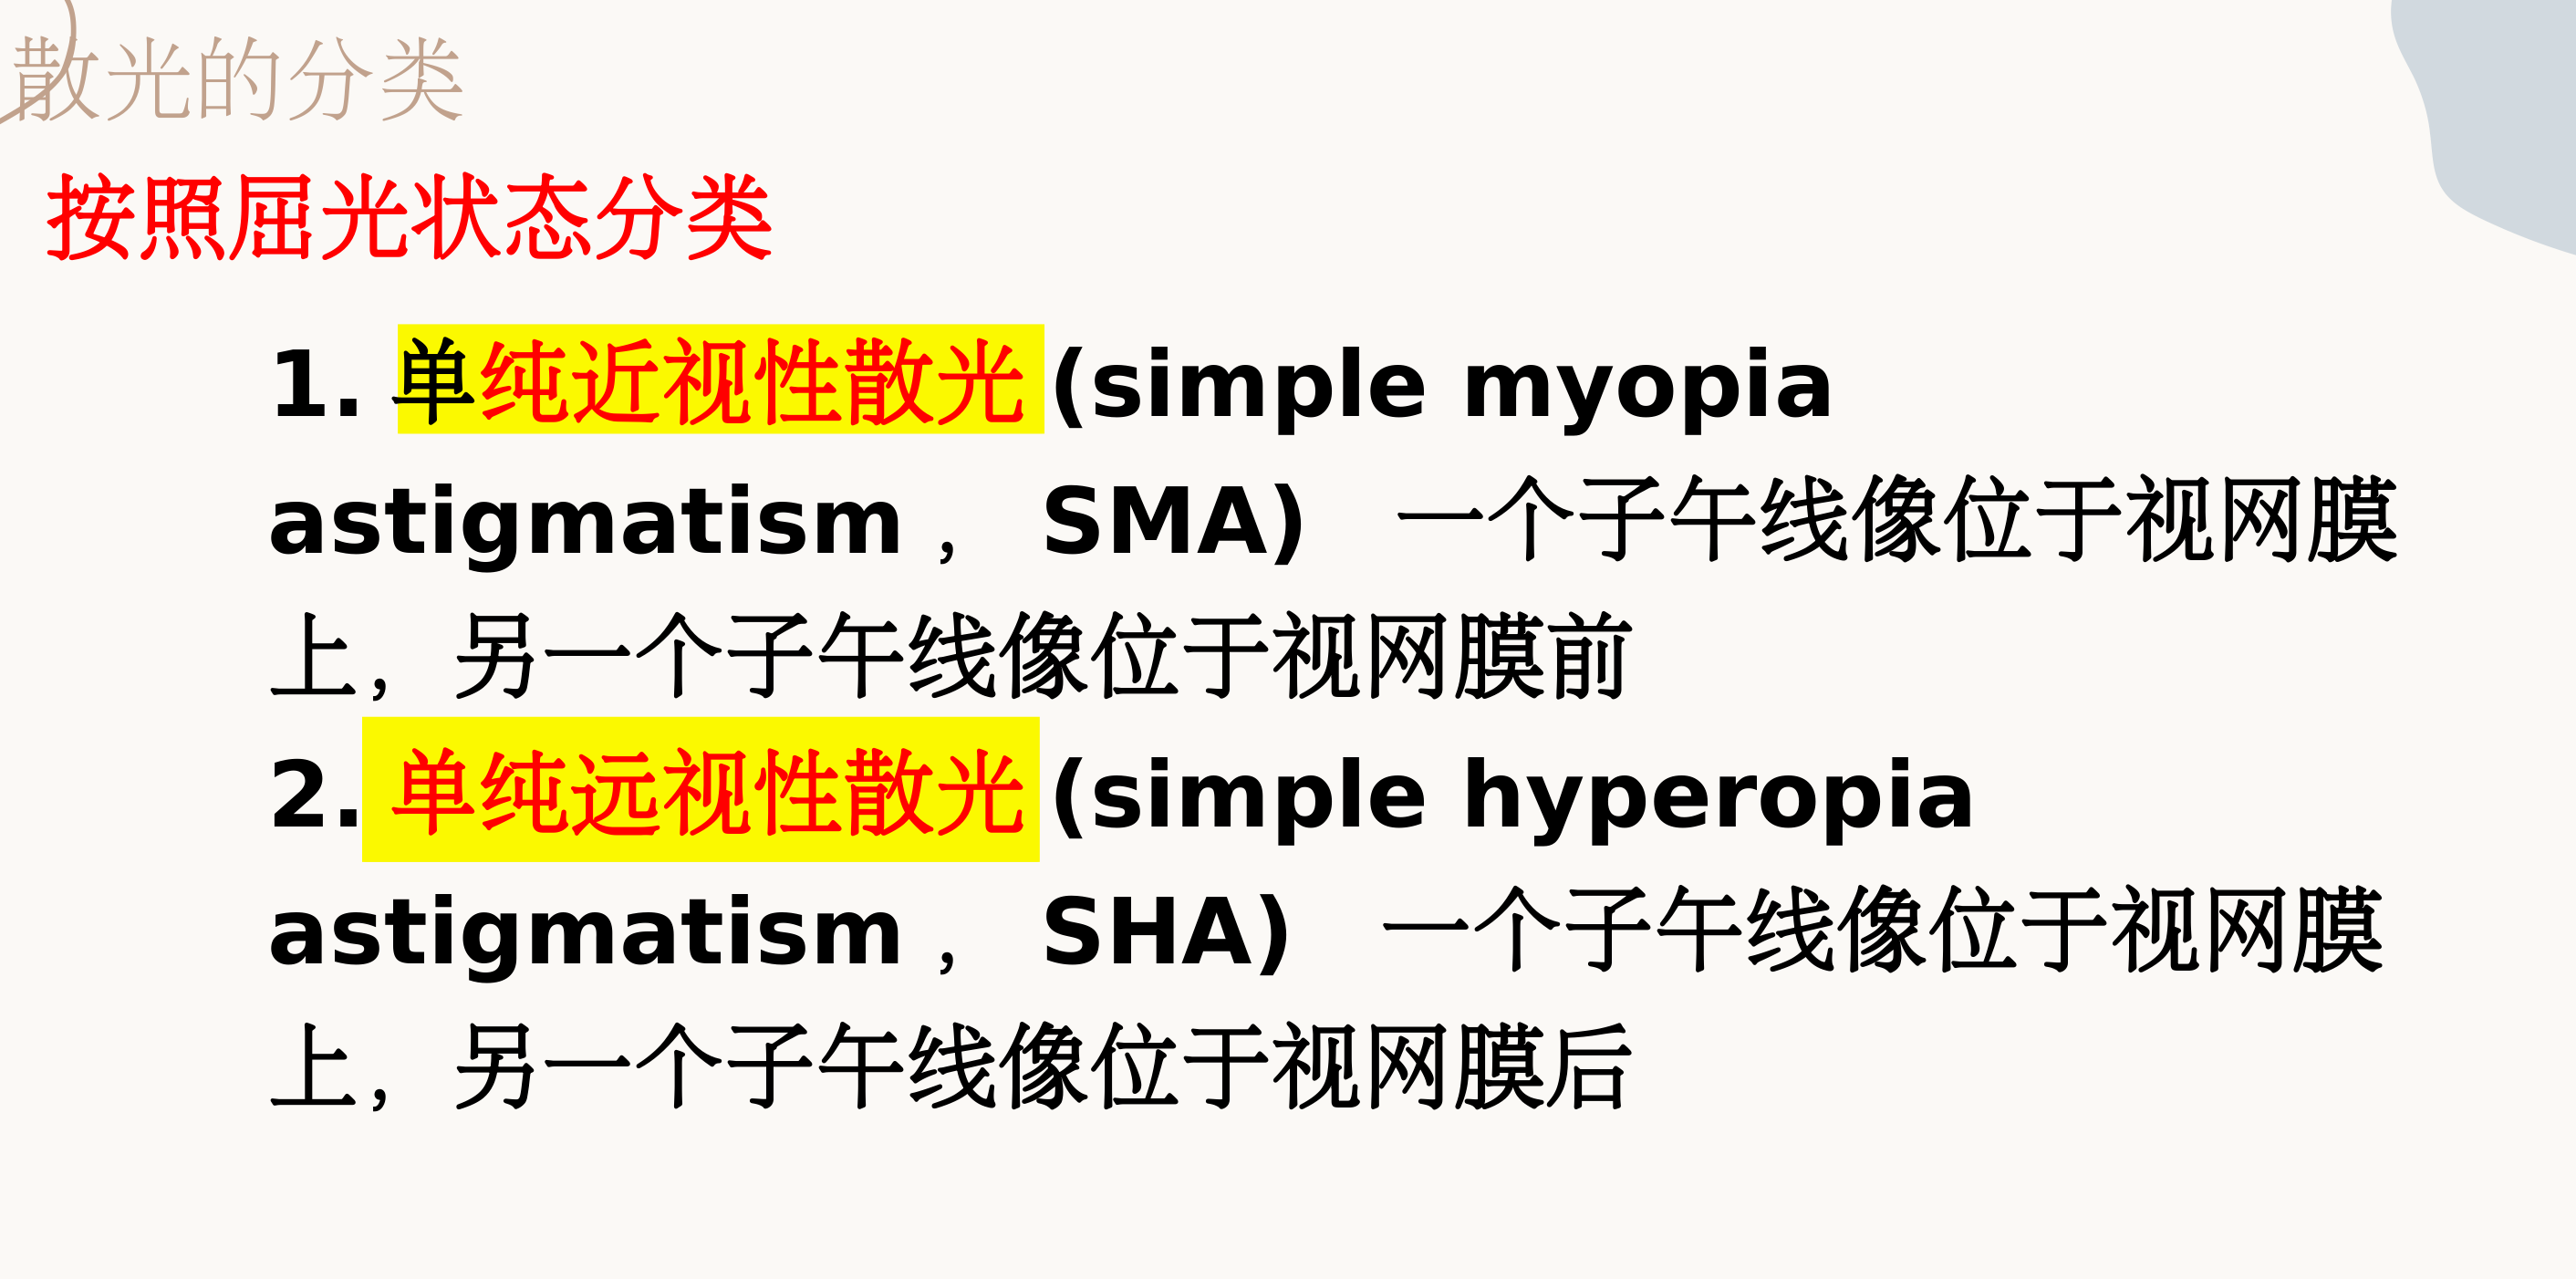 散光的分类
按照屈光状态分类
1. 单纯近视性散光 (simple myopia
astigmatism , SMA) 一个子午线像位于视网膜
上, 另一个子午线像位于视网膜前
2. 单纯远视性散光 (simple hyperopia
astigmatism , SHA) 一个子午线像位于视网膜
上, 另一个子午线像位于视网膜后